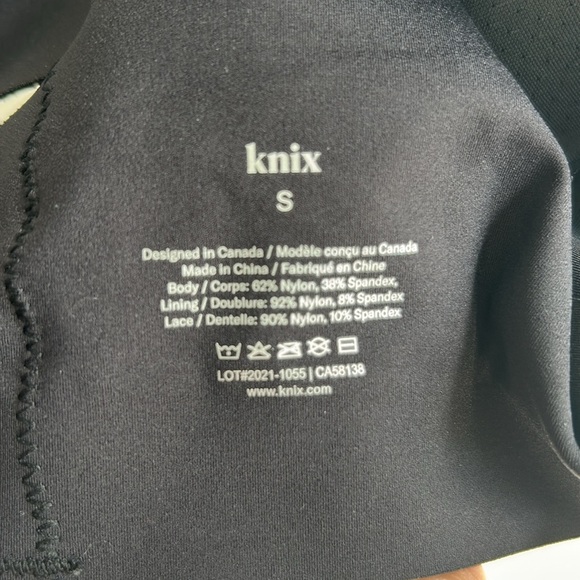 knix
S
Designed in Canada / Modèle conçu au Canada
Made in China / Fabriqué en Chine
Body / Corps: 62% Nylon, 38% Spandex,
Lining / Doublure: 92% Nylon, 8% Spandex
Lace / Dentelle: 90% Nylon, 10% Spandex
LOT#2021-1055 | CA58138
www.knix.com